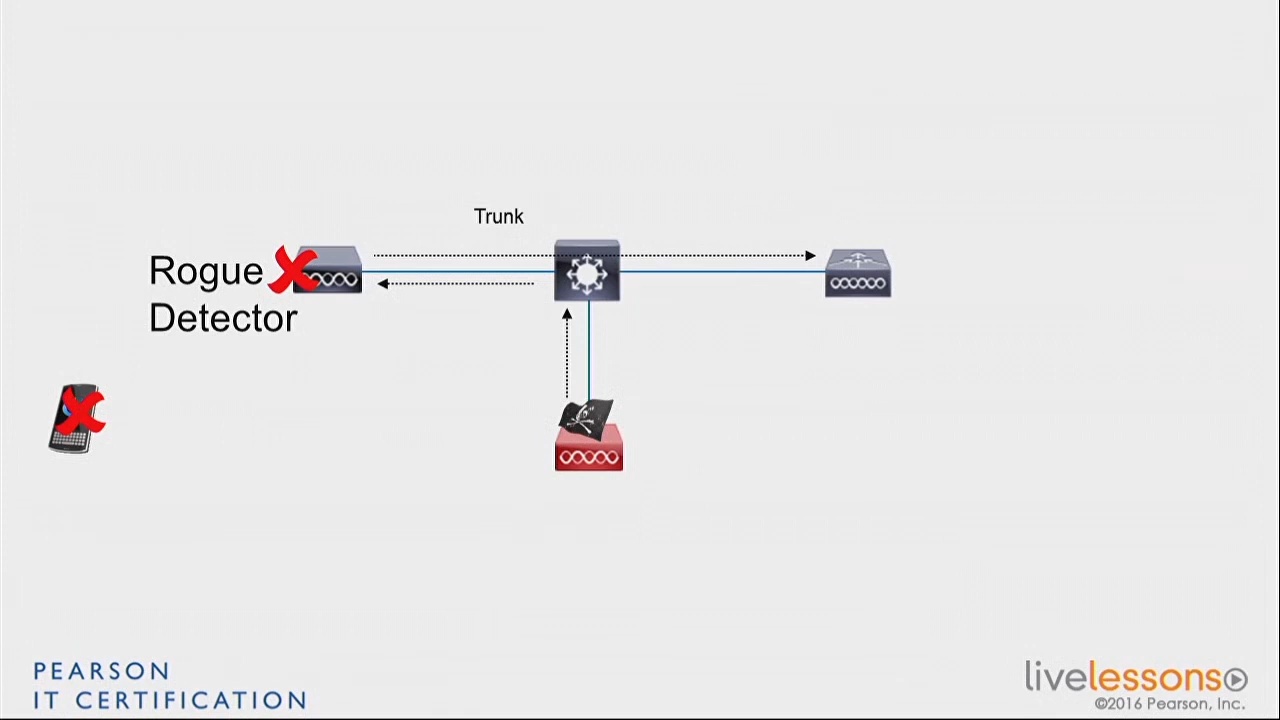 Trunk
Rogue
Detector
PEARSON
IT CERTIFICATION
livelessons
©2016 Pearson, Inc.